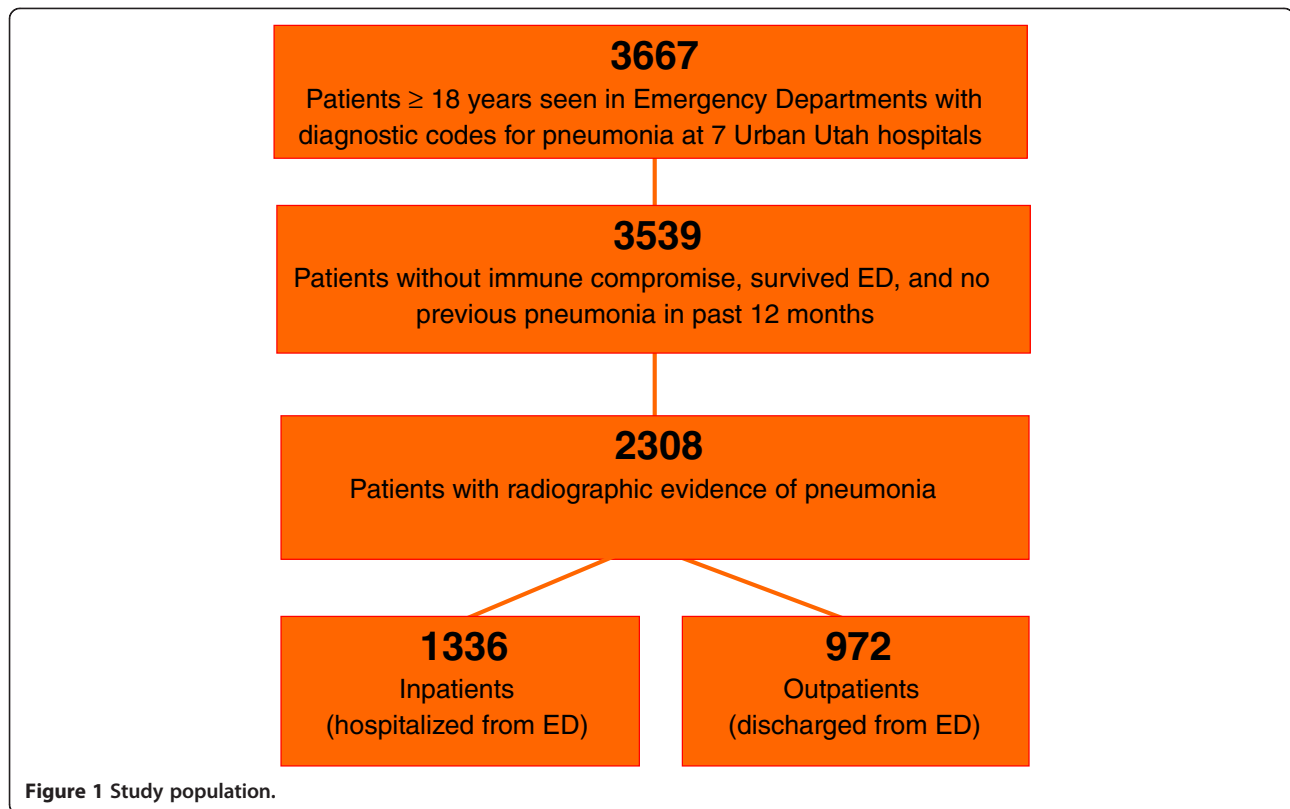 3667
Patients ≥ 18 years seen in Emergency Departments with
diagnostic codes for pneumonia at 7 Urban Utah hospitals
3539
Patients without immune compromise, survived ED, and no
previous pneumonia in past 12 months
2308
Patients with radiographic evidence of pneumonia
1336
Inpatients
(hospitalized from ED)
972
Outpatients
(discharged from ED)
Figure 1 Study population.